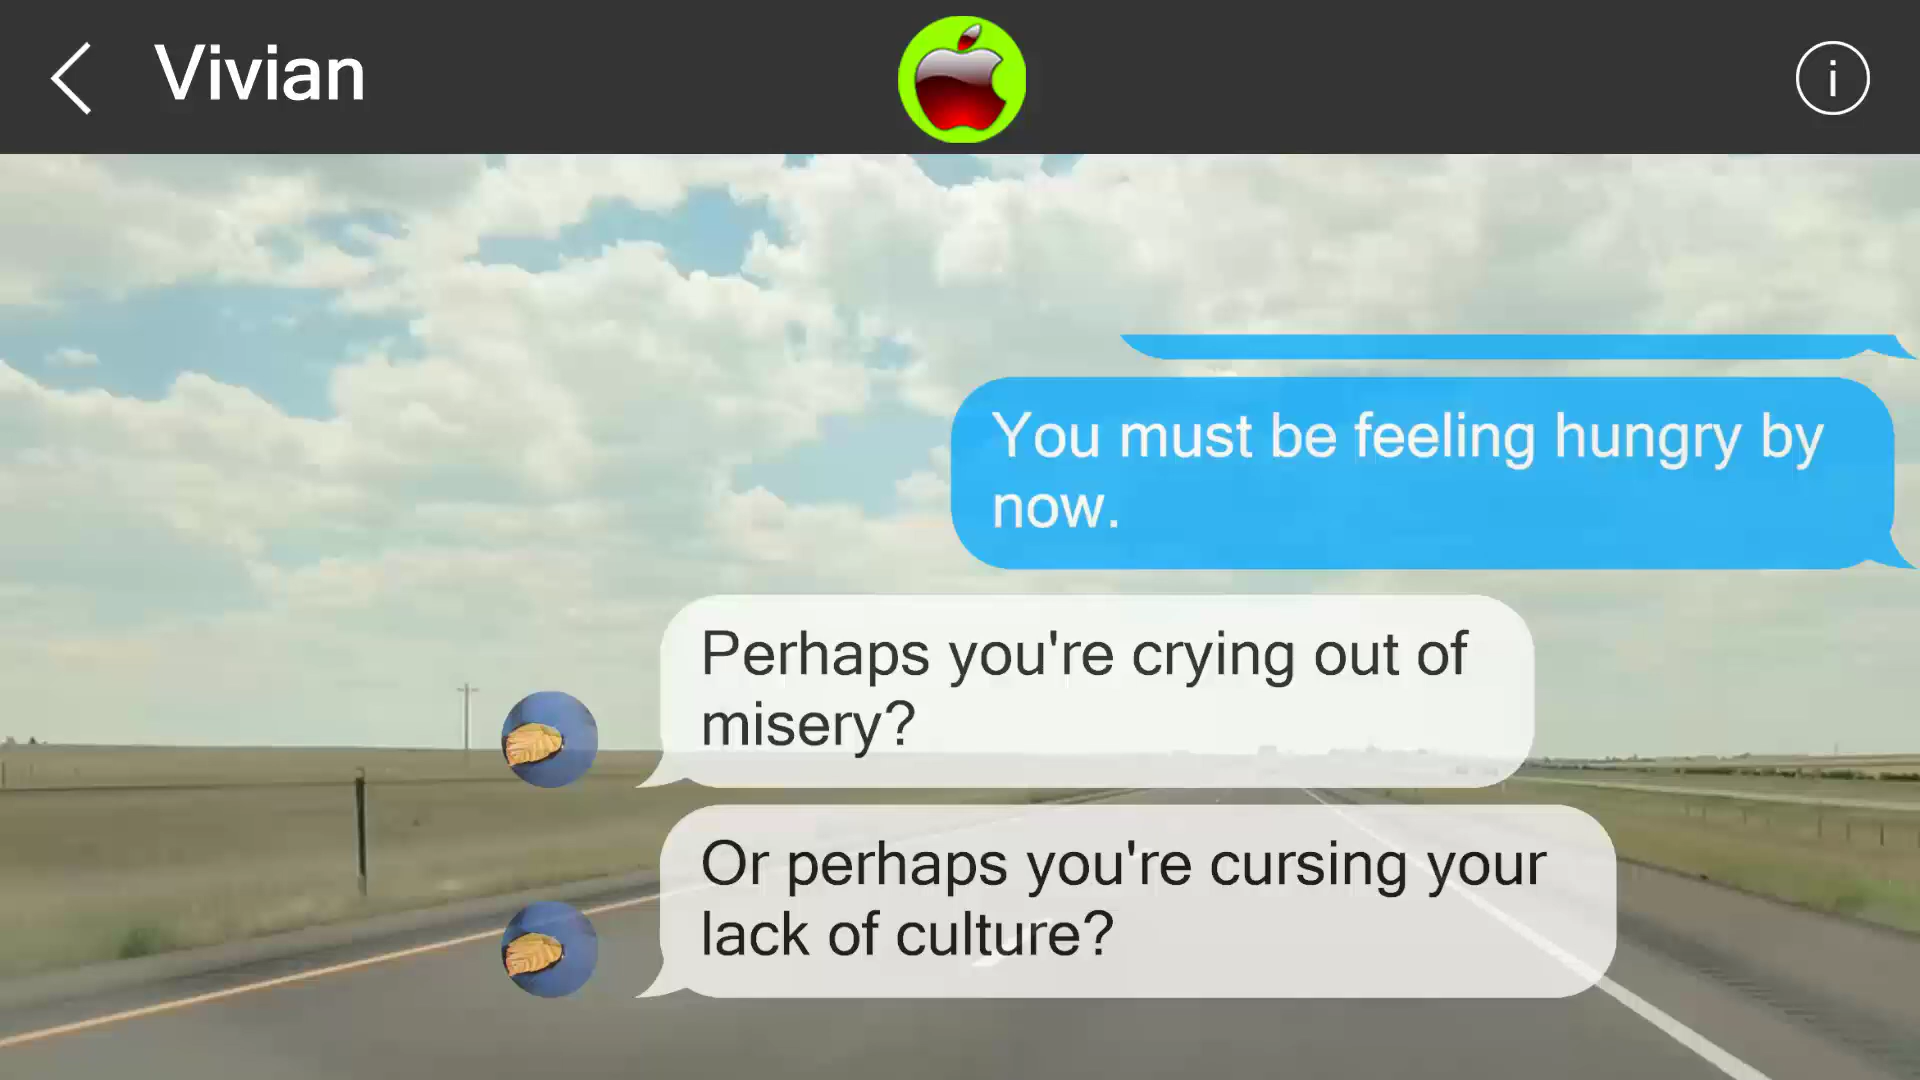 Vivian
i
You must be feeling hungry by
now.
Perhaps you're crying out of
misery?
Or perhaps you're cursing your
lack of culture?